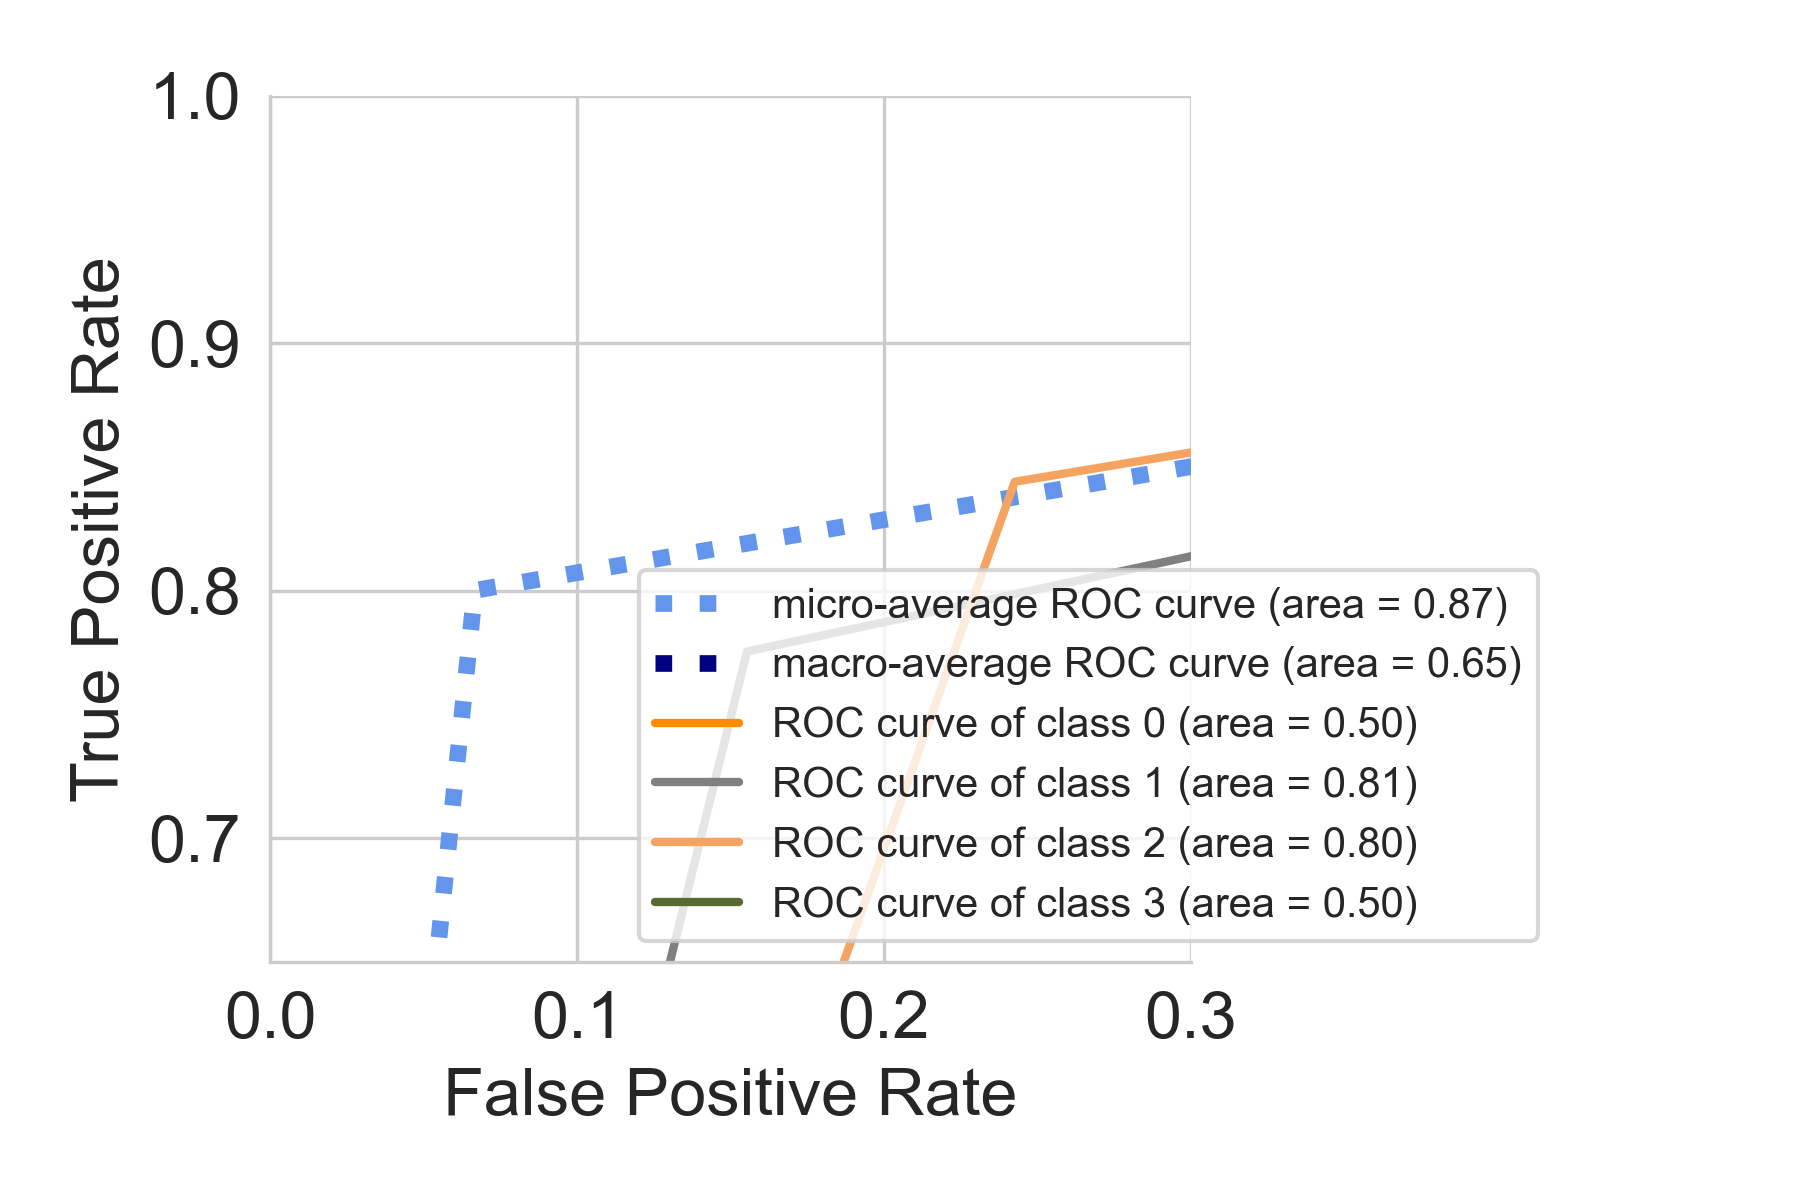 1.0
0.9
0.8
0.7
True Positive Rate
micro-average ROC curve (area = 0.87)
macro-average ROC curve (area = 0.65)
ROC curve of class 0 (area = 0.50)
ROC curve of class 1 (area = 0.81)
ROC curve of class 2 (area = 0.80)
ROC curve of class 3 (area = 0.50)
0.0 0.1 0.2 0.3
False Positive Rate